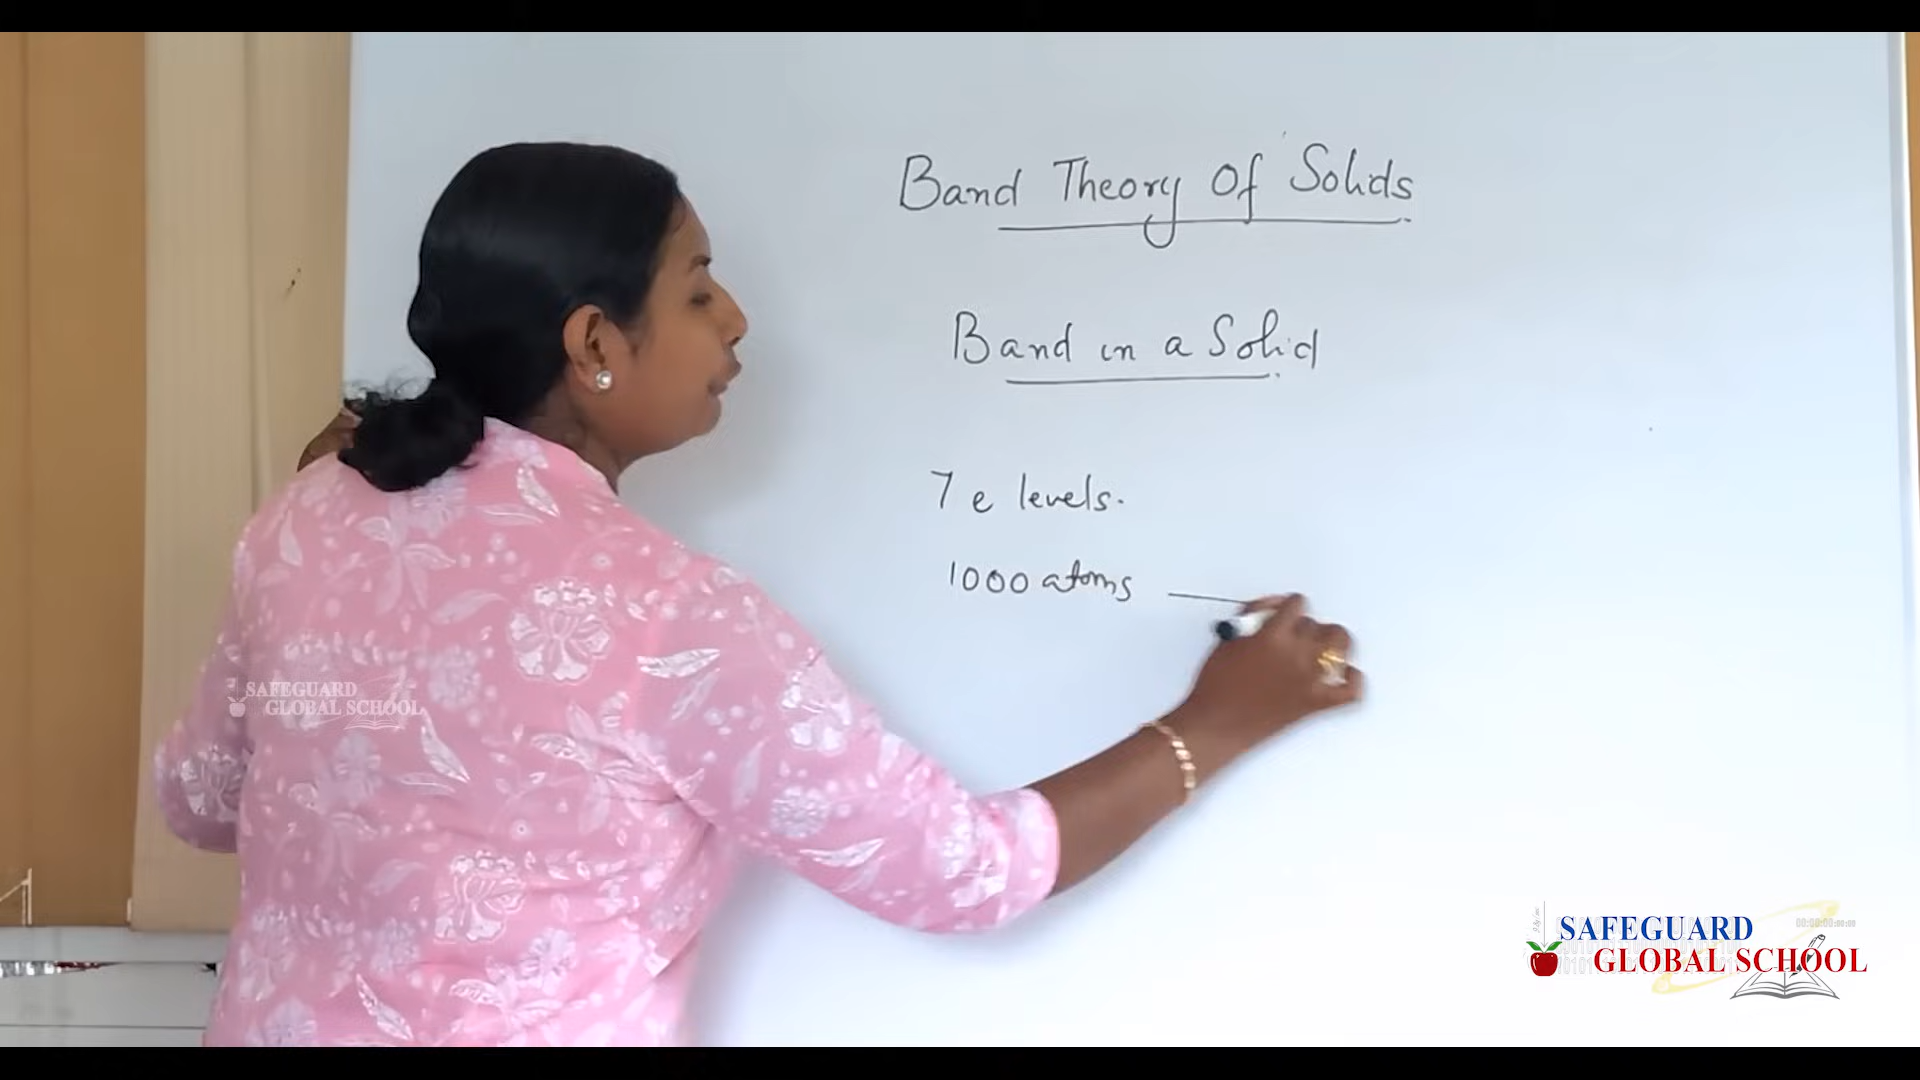 Band Theory Of Solids
Band in a Solid
7 e levels.
1000 atoms
SAFEGUARD
GLOBAL SCHOOL
SAFEGUARD
GLOBAL SCHOOL